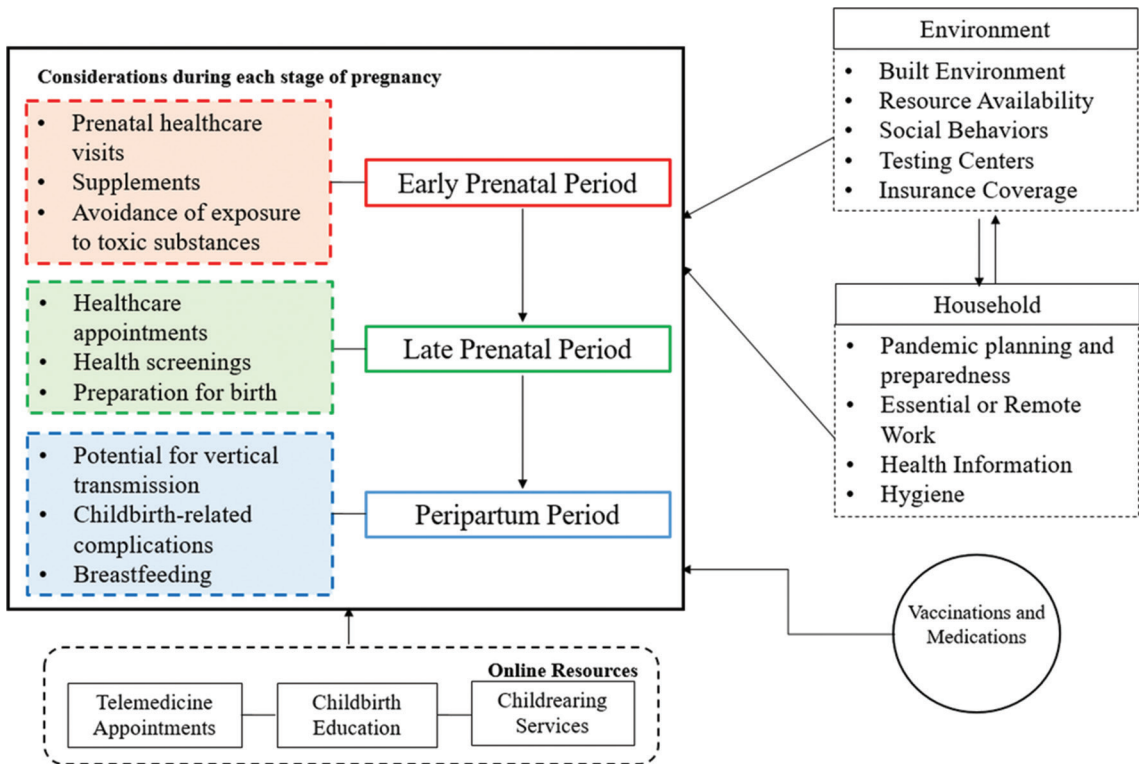 Considerations during each stage of pregnancy
• Prenatal healthcare
visits
• Supplements
• Avoidance of exposure
to toxic substances
Early Prenatal Period
• Healthcare
appointments
• Health screenings
• Preparation for birth
Late Prenatal Period
• Potential for vertical
transmission
• Childbirth-related
complications
• Breastfeeding
Peripartum Period
Environment
• Built Environment
• Resource Availability
• Social Behaviors
• Testing Centers
• Insurance Coverage
Household
• Pandemic planning and
preparedness
• Essential or Remote
Work
• Health Information
• Hygiene
Vaccinations and
Medications
Online Resources
Telemedicine
Appointments
Childbirth
Education
Childrearing
Services